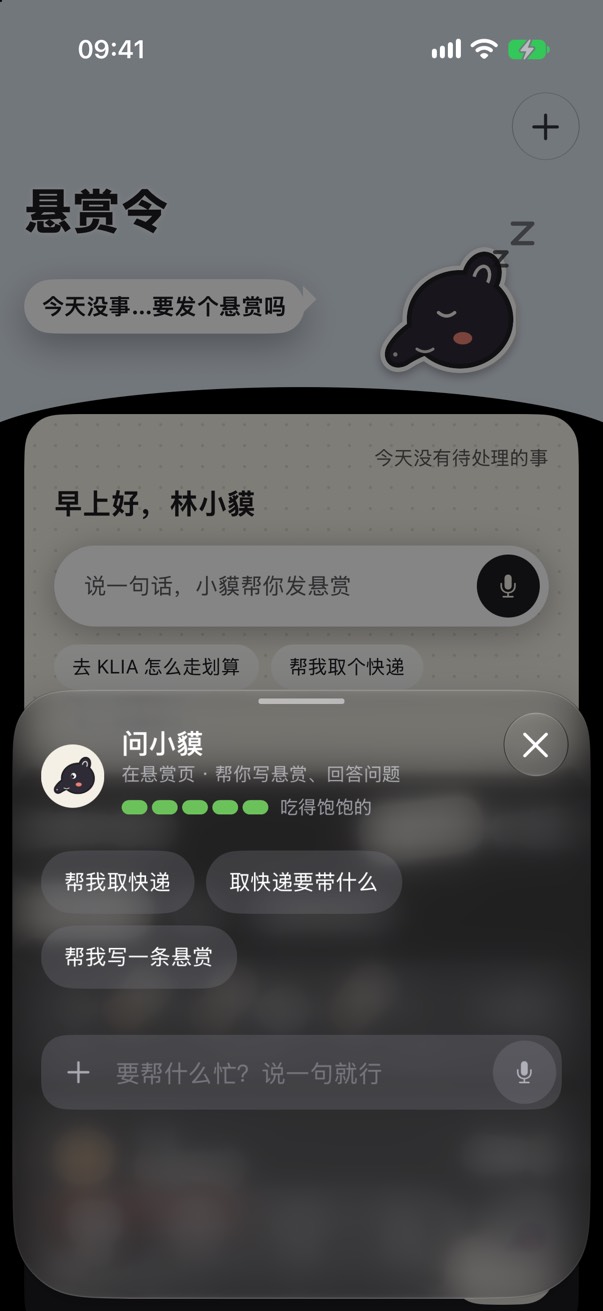 09:41
悬赏令
z
z
今天没事...要发个悬赏吗
今天没有待处理的事
早上好，林小貘
说一句话，小貘帮你发悬赏
去 KLIA 怎么走划算
帮我取个快递
问小貘
在悬赏页 · 帮你写悬赏、回答问题
吃得饱饱的
帮我取快递
取快递要带什么
帮我写一条悬赏
要帮什么忙？说一句就行